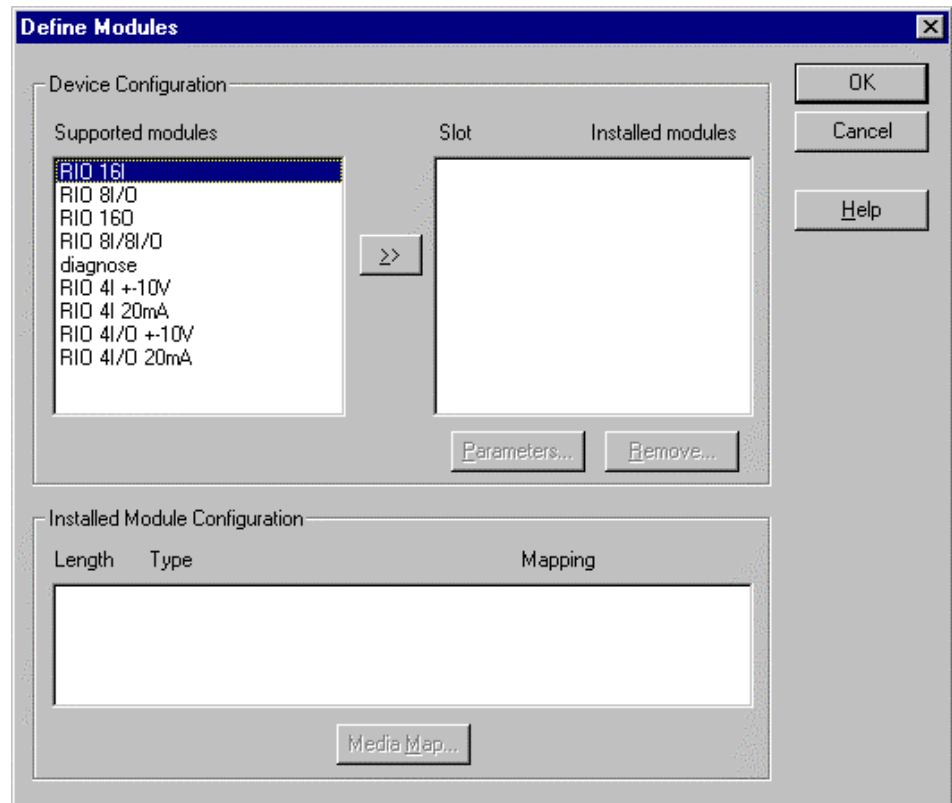 Define Modules
Device Configuration
OK
Supported modules
Slot
Installed modules
Cancel
RIO 16I
RIO 8I/O
RIO 16O
RIO 8I/8I/O
diagnose
RIO 4I +-10V
RIO 4I 20mA
RIO 4I/O +-10V
RIO 4I/O 20mA
>>
Help
Parameters...
Remove...
Installed Module Configuration
Length
Type
Mapping
Media Map...